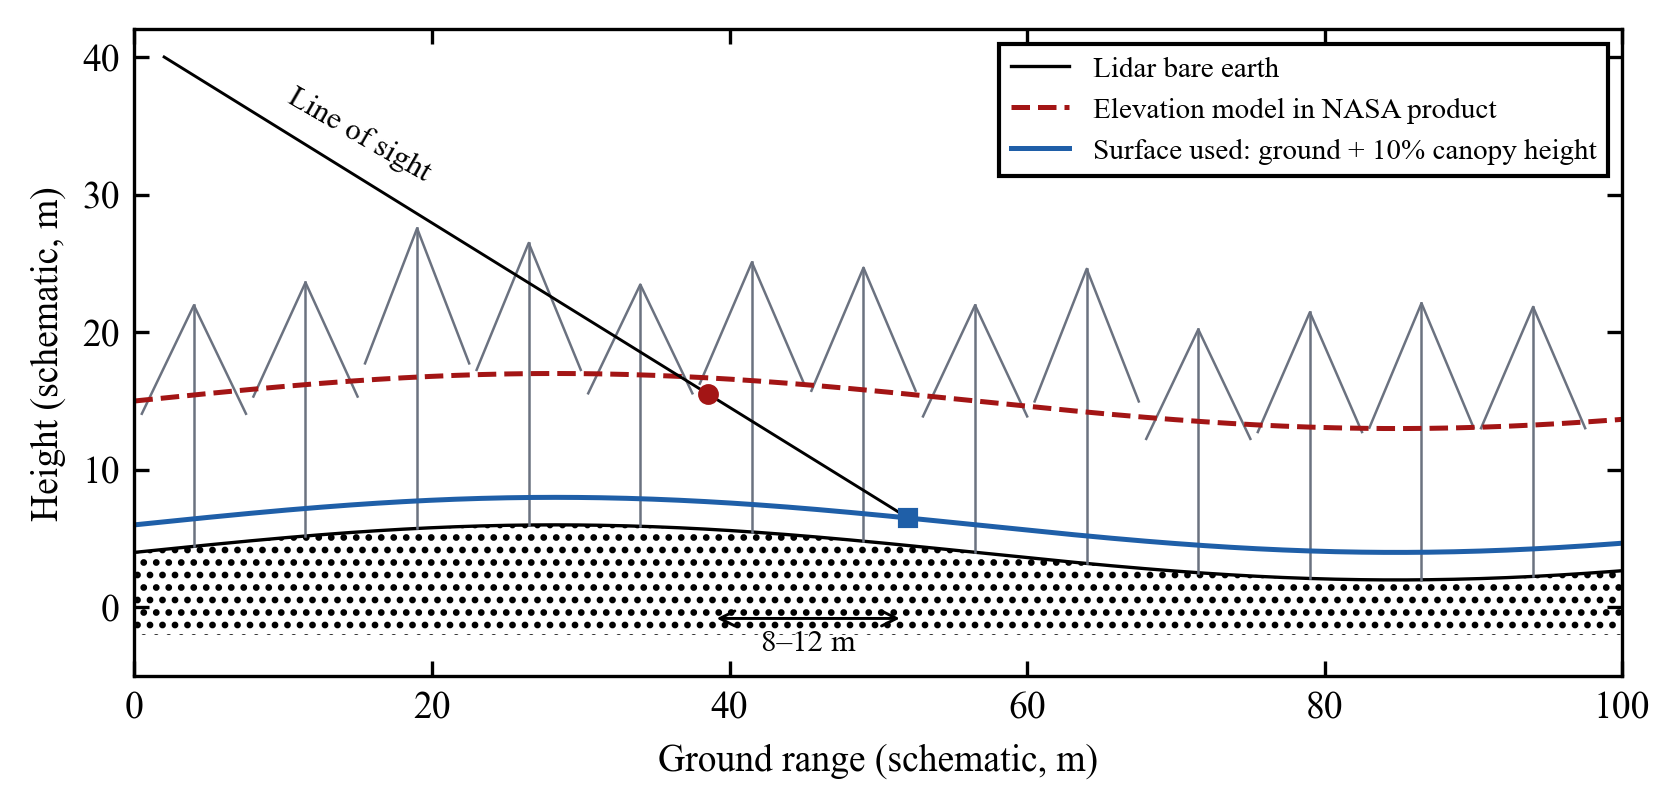 Lidar bare earth
Elevation model in NASA product
Surface used: ground + 10% canopy height
Line of sight
8–12 m
40
30
20
10
0
Height (schematic, m)
0 20 40 60 80 100
Ground range (schematic, m)